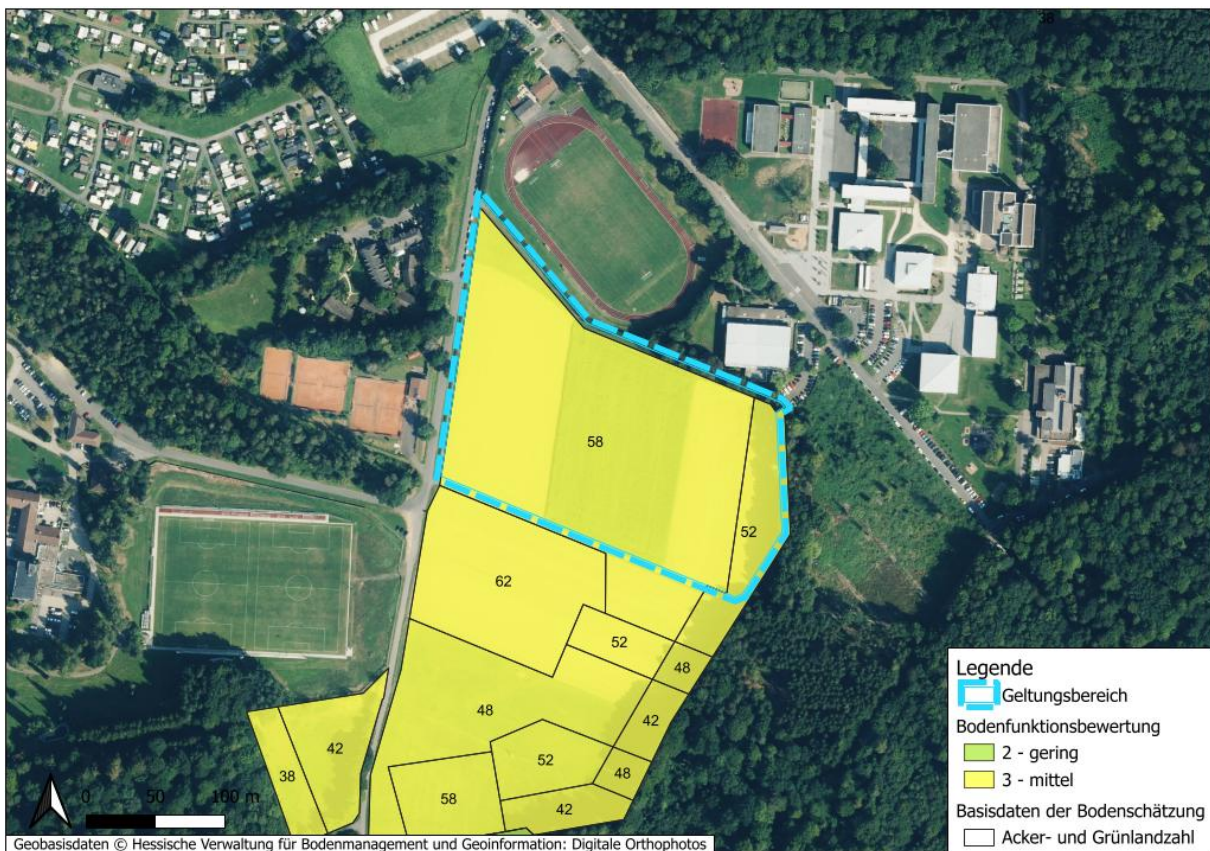 38
58
52
62
52
48
42
48
42
52
48
38
58
42
0 50 100 m
Legende
Geltungsbereich
Bodenfunktionsbewertung
2 - gering
3 - mittel
Basisdaten der Bodenschätzung
Acker- und Grünlandzahl
Geobasisdaten © Hessische Verwaltung für Bodenmanagement und Geoinformation: Digitale Orthophotos